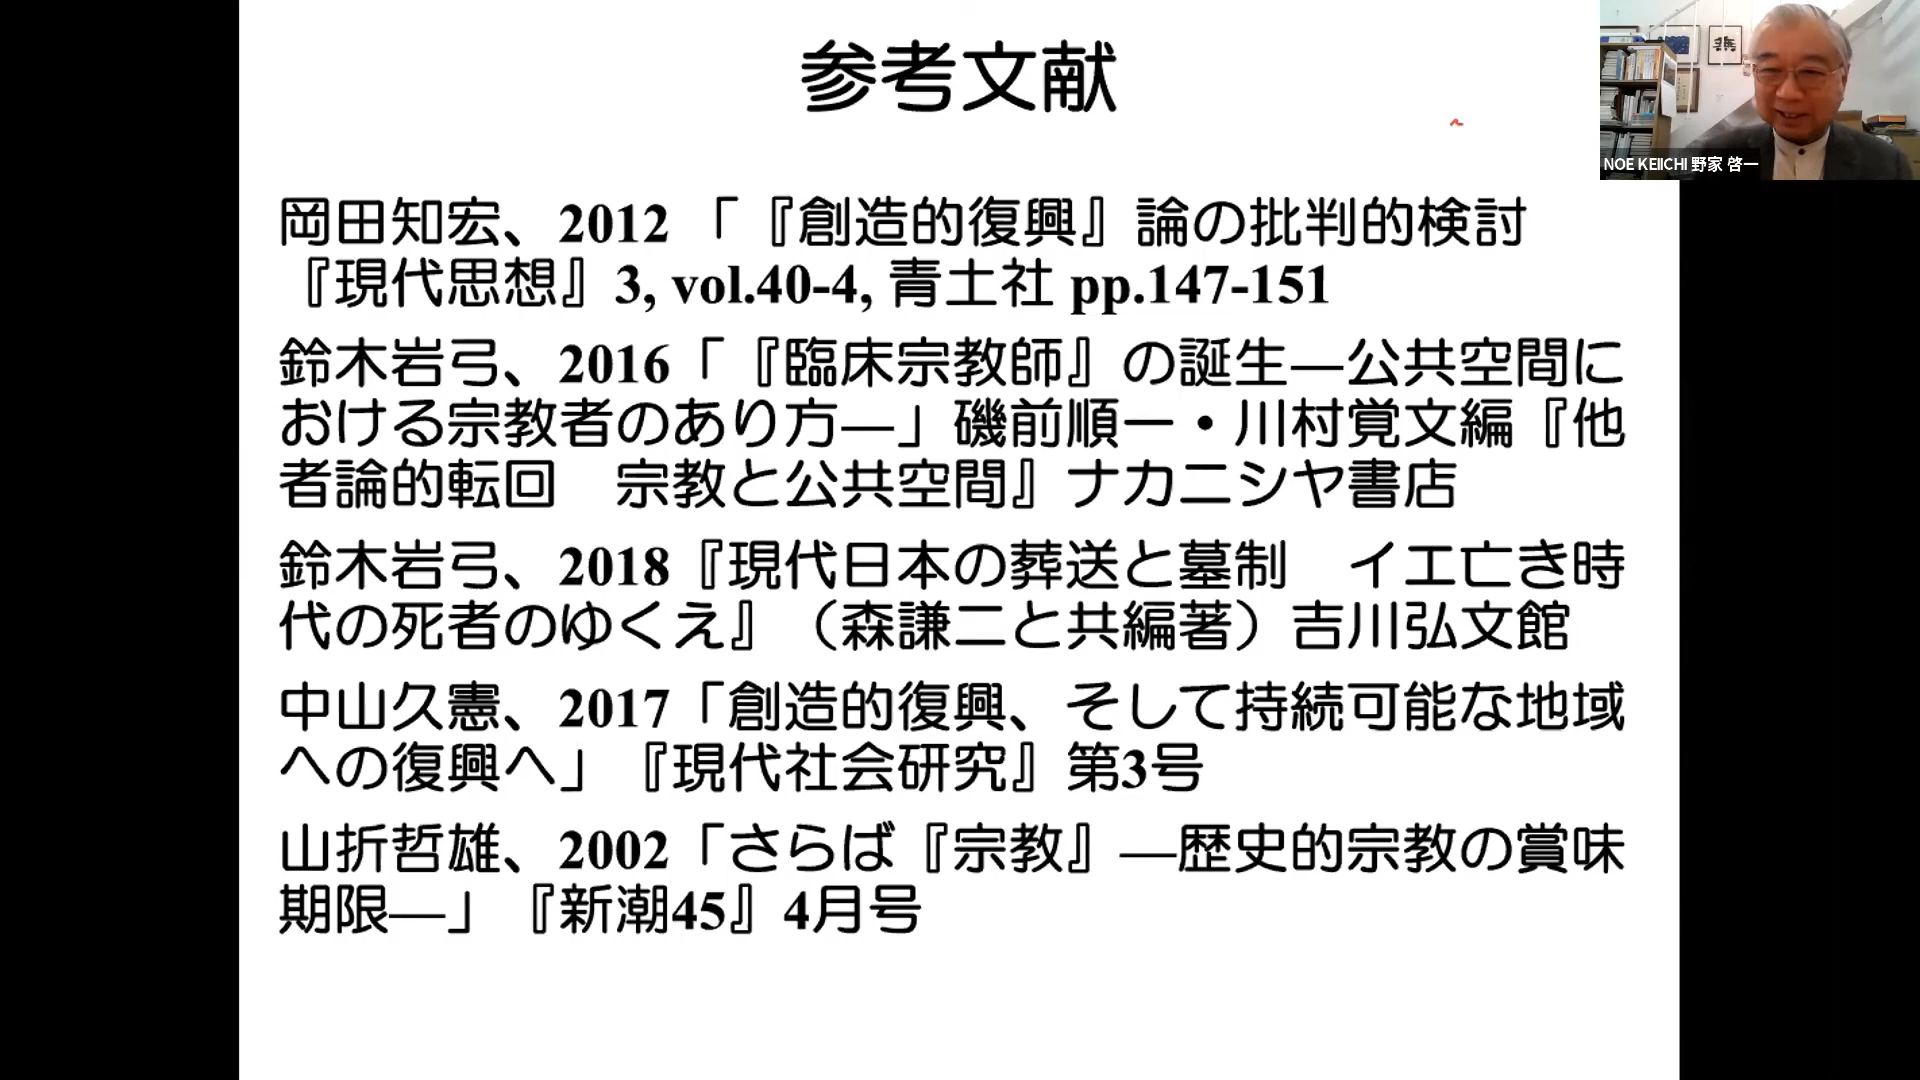 参考文献
NOE KEIICHI 野家 啓一
岡田知宏、2012 「『創造的復興』論の批判的検討
『現代思想』3, vol.40-4, 青土社 pp.147-151
鈴木岩弓、2016「『臨床宗教師』の誕生―公共空間に
おける宗教者のあり方―」磯前順一・川村覚文編『他
者論的転回　宗教と公共空間』ナカニシヤ書店
鈴木岩弓、2018『現代日本の葬送と墓制　イエ亡き時
代の死者のゆくえ』（森謙二と共編著）吉川弘文館
中山久憲、2017「創造的復興、そして持続可能な地域
への復興へ」『現代社会研究』第3号
山折哲雄、2002「さらば『宗教』―歴史的宗教の賞味
期限―」『新潮45』4月号